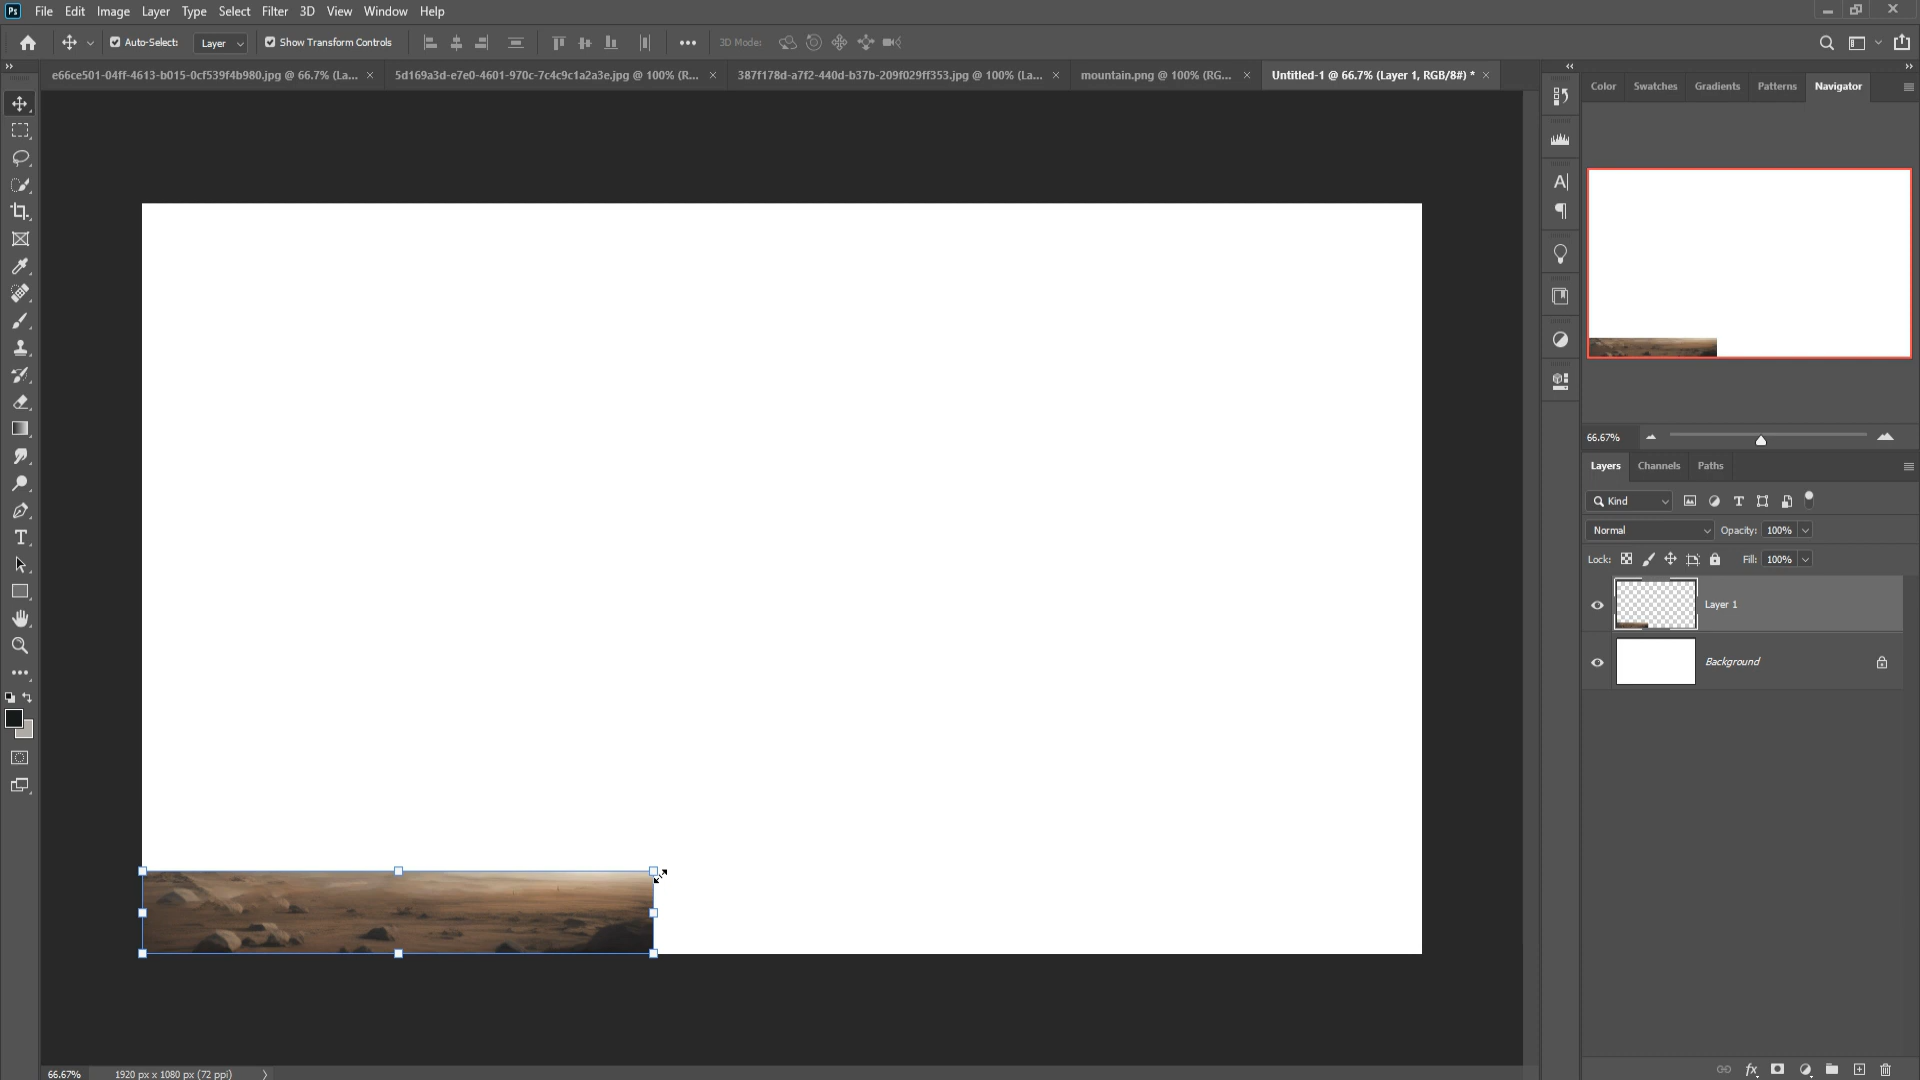 Ps File Edit Image Layer Type Select Filter 3D View Window Help
Auto-Select: Layer Show Transform Controls 3D Mode:
e66ce501-04ff-4613-b015-0cf539f4b980.jpg @ 66.7% (La... 5d169a3d-e7e0-4601-970c-7c4c9c1a2a3e.jpg @ 100% (R... 387f178d-a7f2-440d-b37b-209f029ff353.jpg @ 100% (La... mountain.png @ 100% (RG... Untitled-1 @ 66.7% (Layer 1, RGB/8#) *
Color Swatches Gradients Patterns Navigator
66.67%
Layers Channels Paths
Kind
Normal Opacity: 100%
Lock: Fill: 100%
Layer 1
Background
66.67% 1920 px x 1080 px (72 ppi)